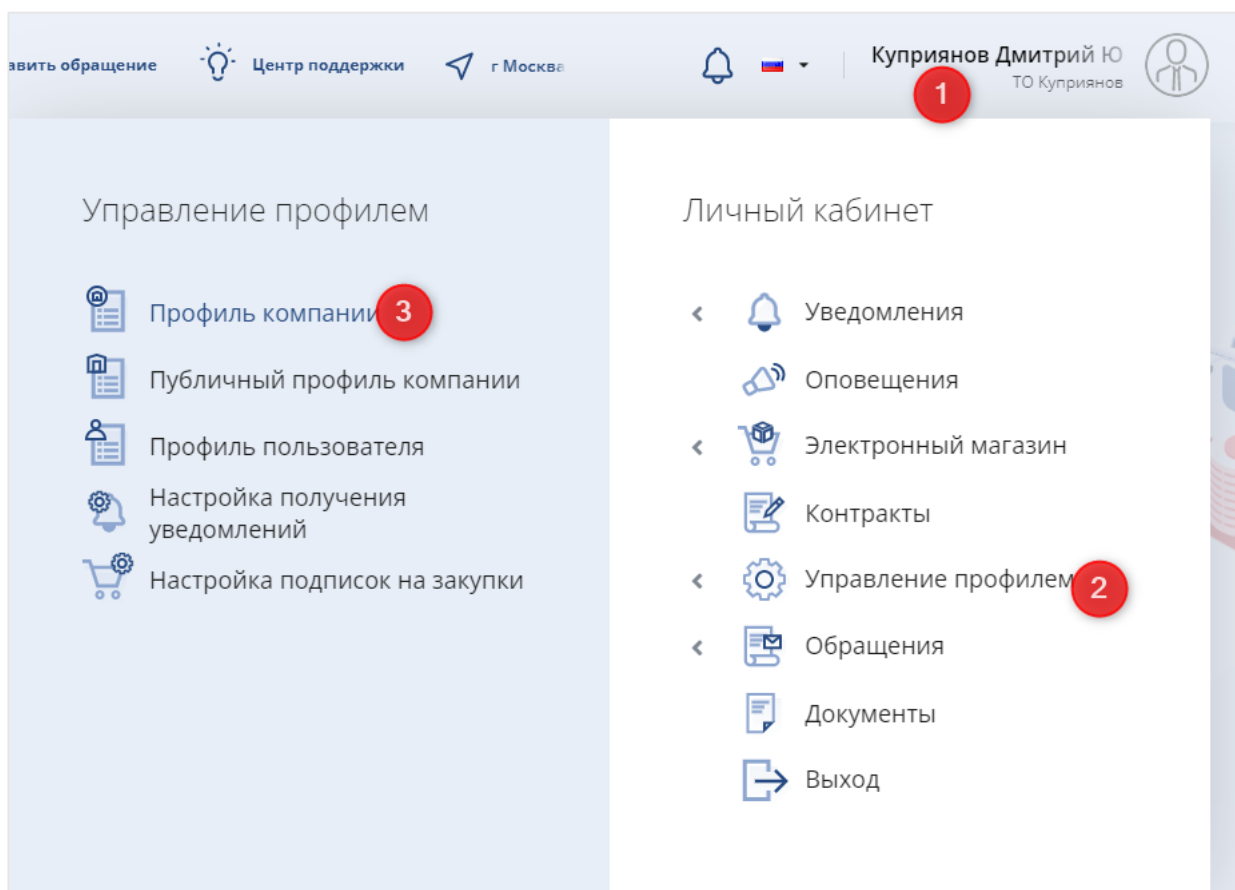 авить обращение Центр поддержки г Москва Куприянов Дмитрий Ю
ТО Куприянов
1
Управление профилем
Профиль компании 3
Публичный профиль компании
Профиль пользователя
Настройка получения
уведомлений
Настройка подписок на закупки
Личный кабинет
Уведомления
Оповещения
Электронный магазин
Контракты
Управление профилем 2
Обращения
Документы
Выход